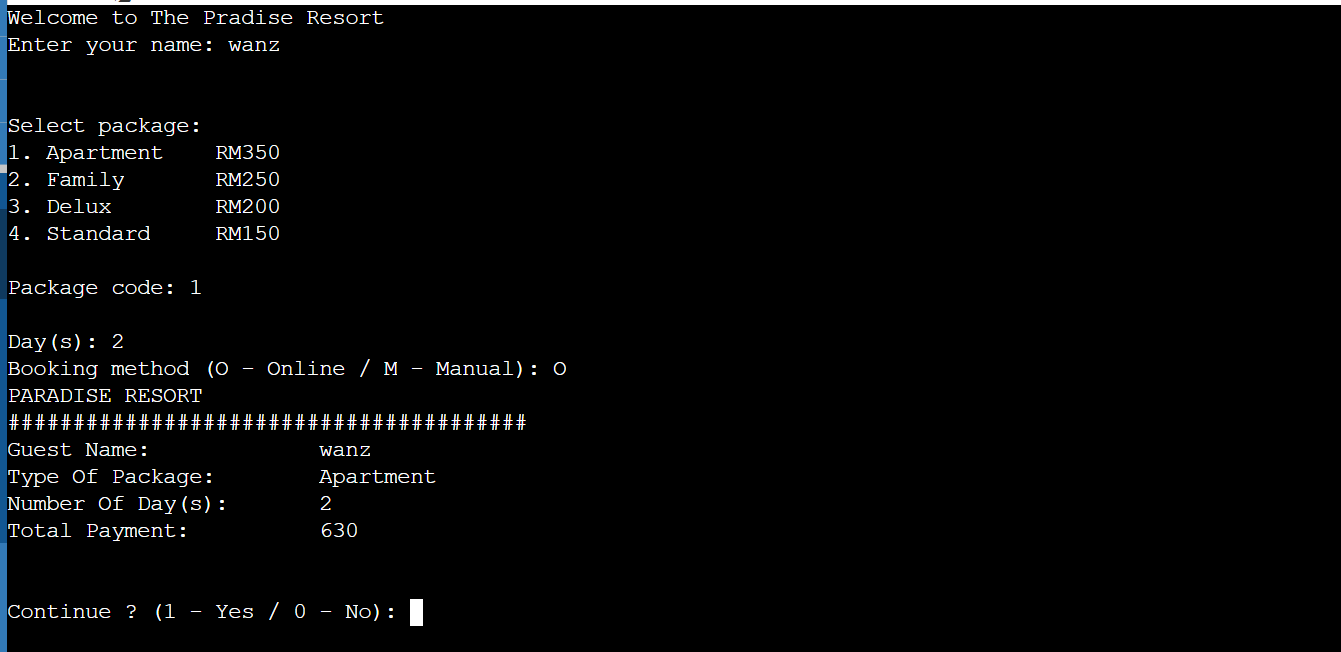 Welcome to The Pradise Resort
Enter your name: wanz
Select package:
1. Apartment    RM350
2. Family       RM250
3. Delux        RM200
4. Standard     RM150
Package code: 1
Day(s): 2
Booking method (O - Online / M - Manual): O
PARADISE RESORT
########################################
Guest Name:             wanz
Type Of Package:        Apartment
Number Of Day(s):       2
Total Payment:          630
Continue ? (1 - Yes / 0 - No):